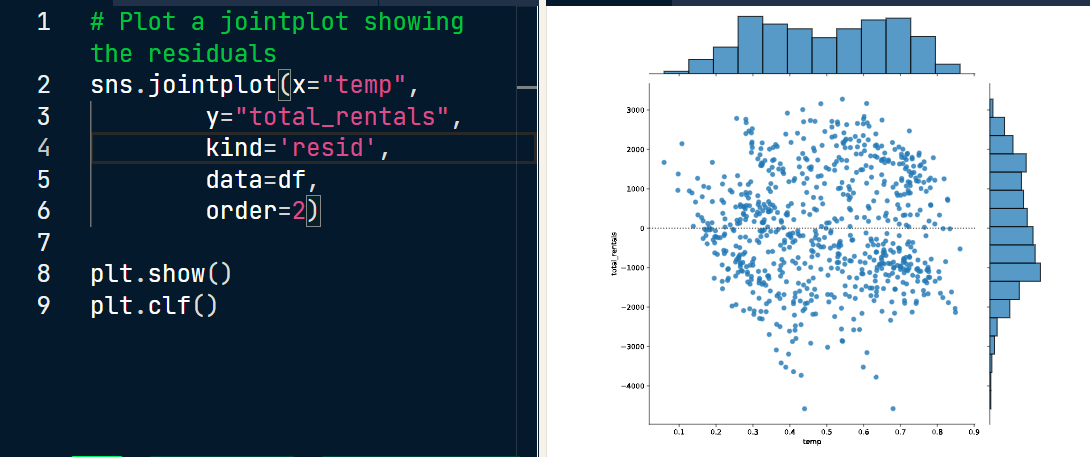 1 # Plot a jointplot showing
the residuals
2 sns.jointplot(x="temp",
3 y="total_rentals",
4 kind='resid',
5 data=df,
6 order=2)
7
8 plt.show()
9 plt.clf()
3000
2000
1000
0
−1000
−2000
−3000
−4000
total_rentals
0.1 0.2 0.3 0.4 0.5 0.6 0.7 0.8 0.9
temp